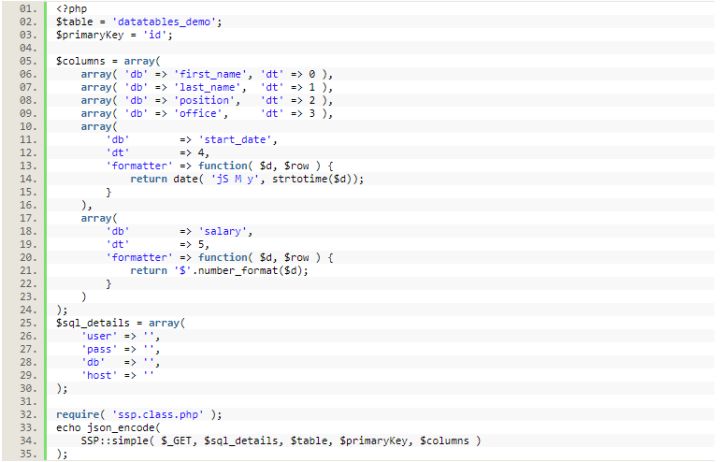 01. <?php
02. $table = 'datatables_demo';
03. $primaryKey = 'id';
04.
05. $columns = array(
06.     array( 'db' => 'first_name', 'dt' => 0 ),
07.     array( 'db' => 'last_name',  'dt' => 1 ),
08.     array( 'db' => 'position',   'dt' => 2 ),
09.     array( 'db' => 'office',     'dt' => 3 ),
10.     array(
11.         'db'        => 'start_date',
12.         'dt'        => 4,
13.         'formatter' => function( $d, $row ) {
14.             return date( 'jS M y', strtotime($d));
15.         }
16.     ),
17.     array(
18.         'db'        => 'salary',
19.         'dt'        => 5,
20.         'formatter' => function( $d, $row ) {
21.             return '$'.number_format($d);
22.         }
23.     )
24. );
25. $sql_details = array(
26.     'user' => '',
27.     'pass' => '',
28.     'db'   => '',
29.     'host' => ''
30. );
31.
32. require( 'ssp.class.php' );
33. echo json_encode(
34.     SSP::simple( $_GET, $sql_details, $table, $primaryKey, $columns )
35. );